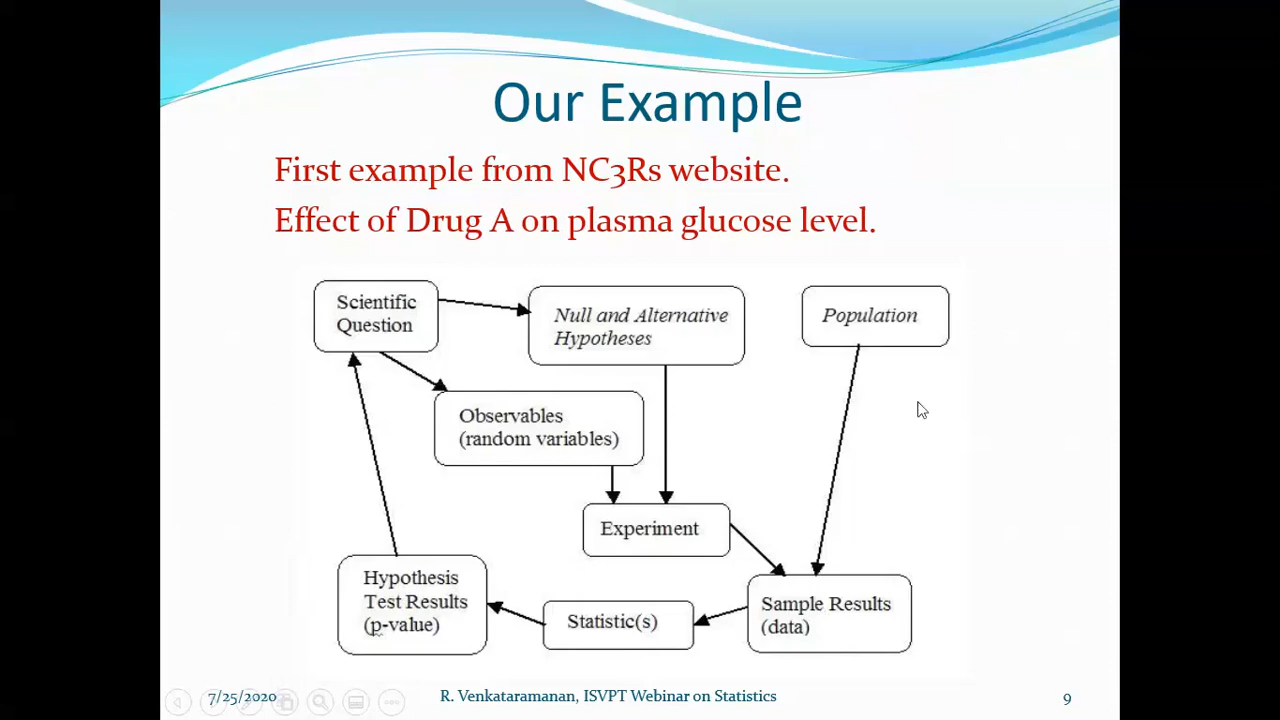 Our Example
First example from NC3Rs website.
Effect of Drug A on plasma glucose level.
Scientific
Question
Null and Alternative
Hypotheses
Population
Observables
(random variables)
Experiment
Hypothesis
Test Results
(p-value)
Statistic(s)
Sample Results
(data)
7/25/2020
R. Venkataramanan, ISVPT Webinar on Statistics
9